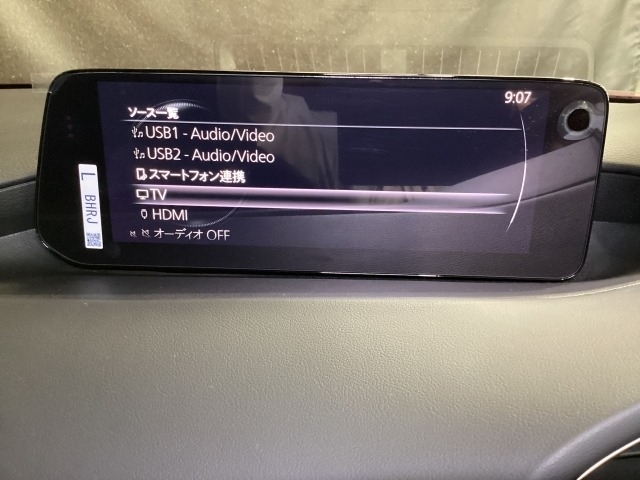 9:07
ソース一覧
USB1 - Audio/Video
USB2 - Audio/Video
スマートフォン連携
TV
HDMI
オーディオ OFF
L BHRJ